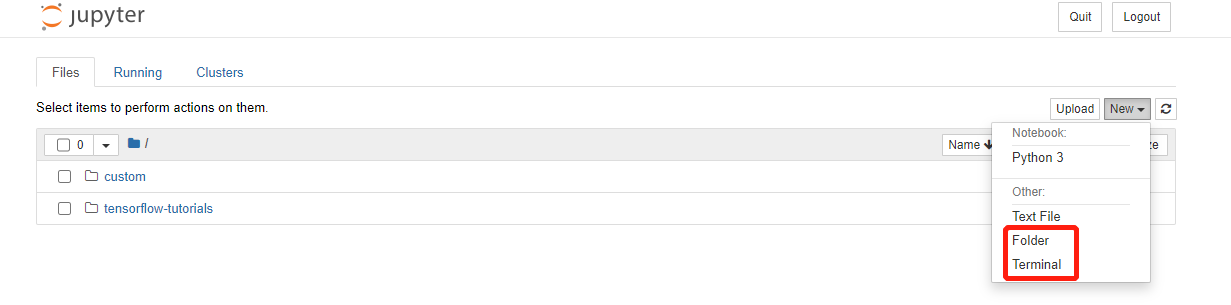 jupyter
Quit
Logout
Files
Running
Clusters
Select items to perform actions on them.
Upload
New
0
/
Name
ze
custom
tensorflow-tutorials
Notebook:
Python 3
Other:
Text File
Folder
Terminal